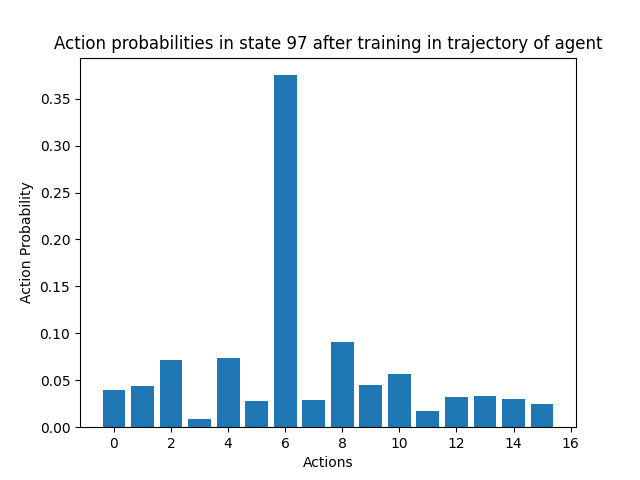 Action probabilities in state 97 after training in trajectory of agent
0.35
0.30
0.25
0.20
0.15
0.10
0.05
0.00
Action Probability
0 2 4 6 8 10 12 14 16
Actions